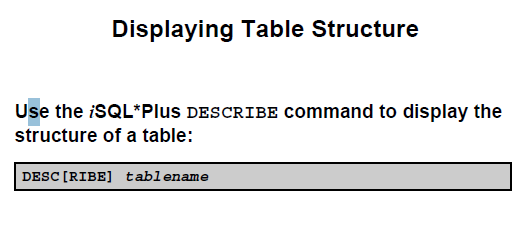 Displaying Table Structure
Use the iSQL*Plus DESCRIBE command to display the
structure of a table:
DESC[RIBE] tablename